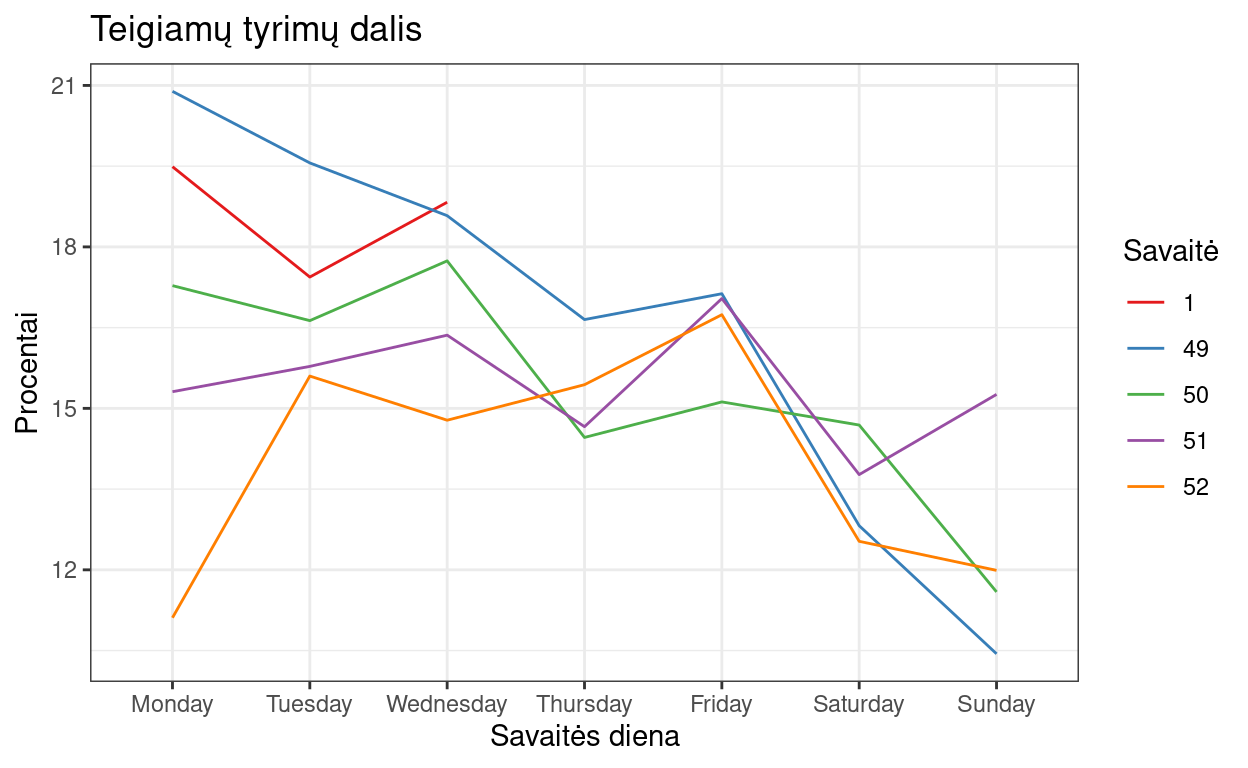 Teigiamų tyrimų dalis
21
18
15
12
Procentai
Monday Tuesday Wednesday Thursday Friday Saturday Sunday
Savaitės diena
Savaitė
1
49
50
51
52